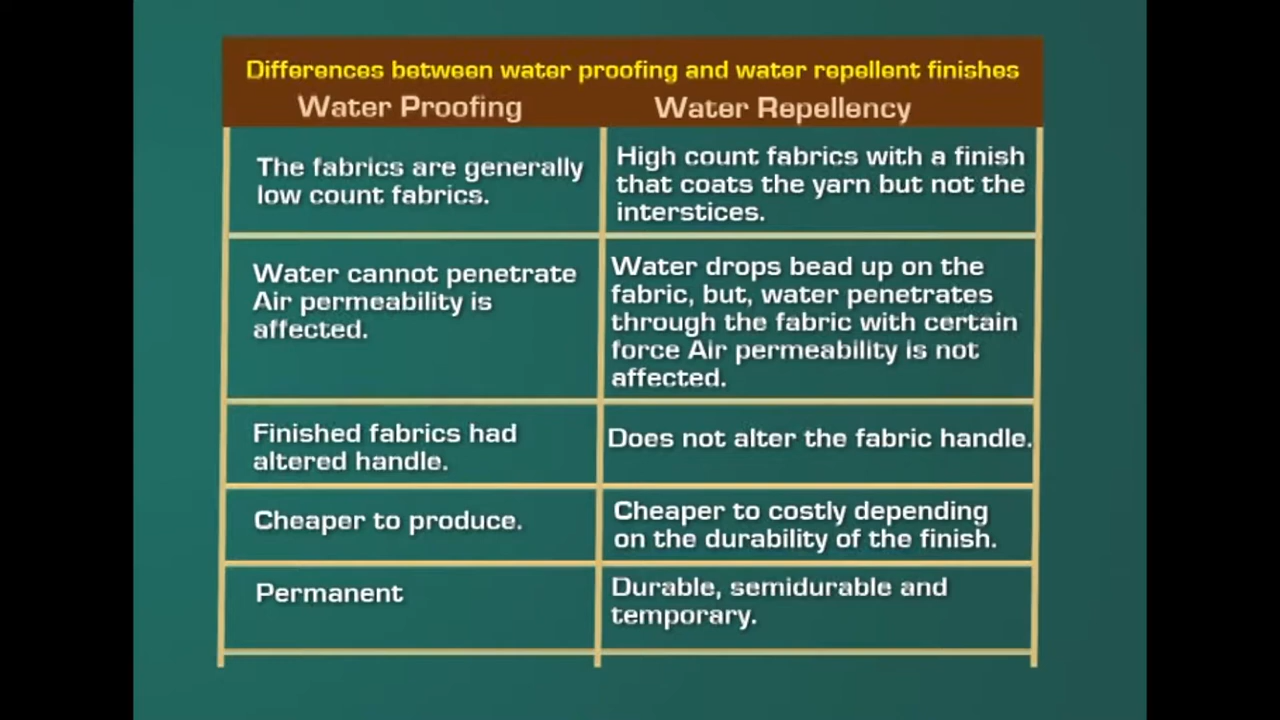 Differences between water proofing and water repellent finishes
Water Proofing
Water Repellency
The fabrics are generally
low count fabrics.
High count fabrics with a finish
that coats the yarn but not the
interstices.
Water cannot penetrate
Air permeability is
affected.
Water drops bead up on the
fabric, but, water penetrates
through the fabric with certain
force Air permeability is not
affected.
Finished fabrics had
altered handle.
Does not alter the fabric handle.
Cheaper to produce.
Cheaper to costly depending
on the durability of the finish.
Permanent
Durable, semidurable and
temporary.